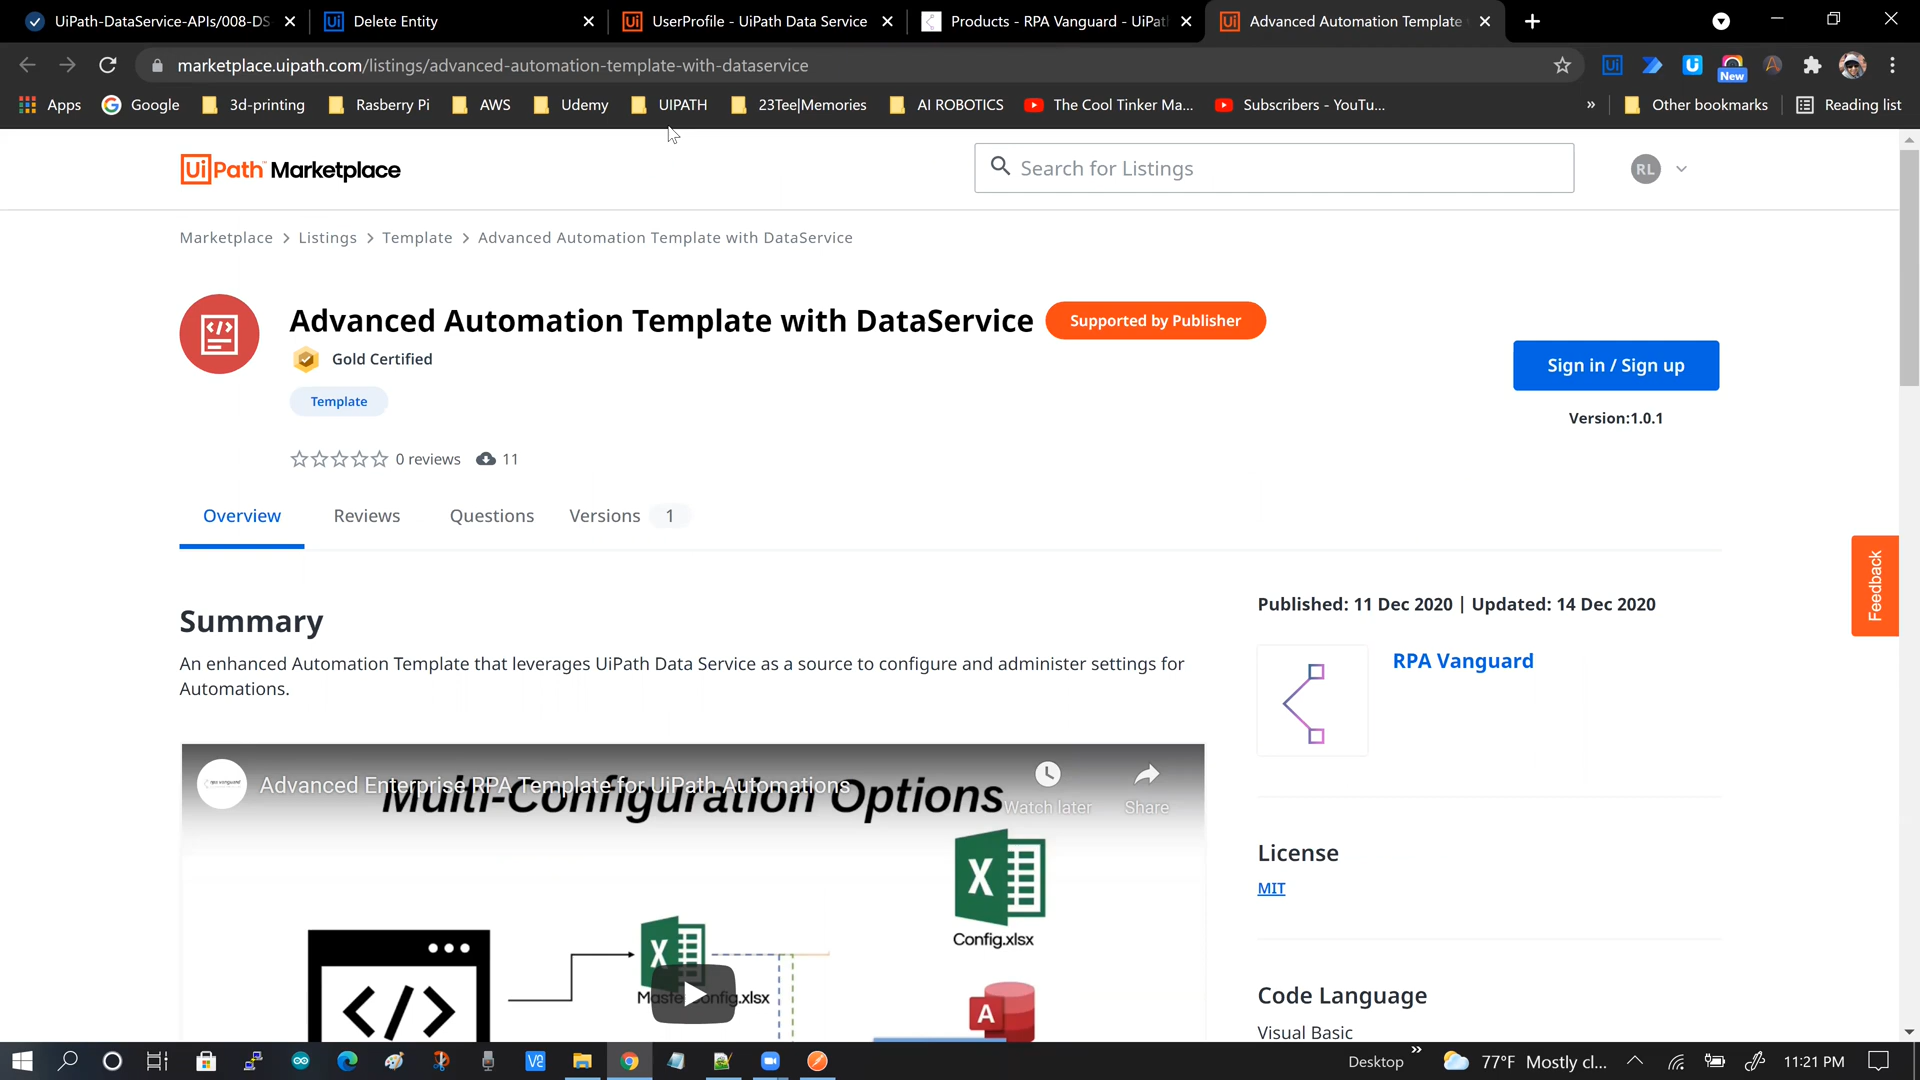 UiPath-DataService-APIs/008-DS
Delete Entity
UserProfile - UiPath Data Service
Products - RPA Vanguard - UiPat
Advanced Automation Template
marketplace.uipath.com/listings/advanced-automation-template-with-dataservice
New
Apps
Google
3d-printing
Rasberry Pi
AWS
Udemy
UIPATH
23Tee|Memories
AI ROBOTICS
The Cool Tinker Ma...
Subscribers - YouTu...
»
Other bookmarks
Reading list
UiPath Marketplace
Search for Listings
RL
Marketplace > Listings > Template > Advanced Automation Template with DataService
Advanced Automation Template with DataService
Supported by Publisher
Gold Certified
Sign in / Sign up
Template
Version:1.0.1
0 reviews
11
Overview
Reviews
Questions
Versions 1
Feedback
Summary
Published: 11 Dec 2020 | Updated: 14 Dec 2020
An enhanced Automation Template that leverages UiPath Data Service as a source to configure and administer settings for
Automations.
RPA Vanguard
Advanced Enterprise RPA Template for UiPath Automations
Multi-Configuration Options
Watch later
Share
License
MIT
Config.xlsx
Code Language
Visual Basic
Desktop
77°F Mostly cl...
11:21 PM